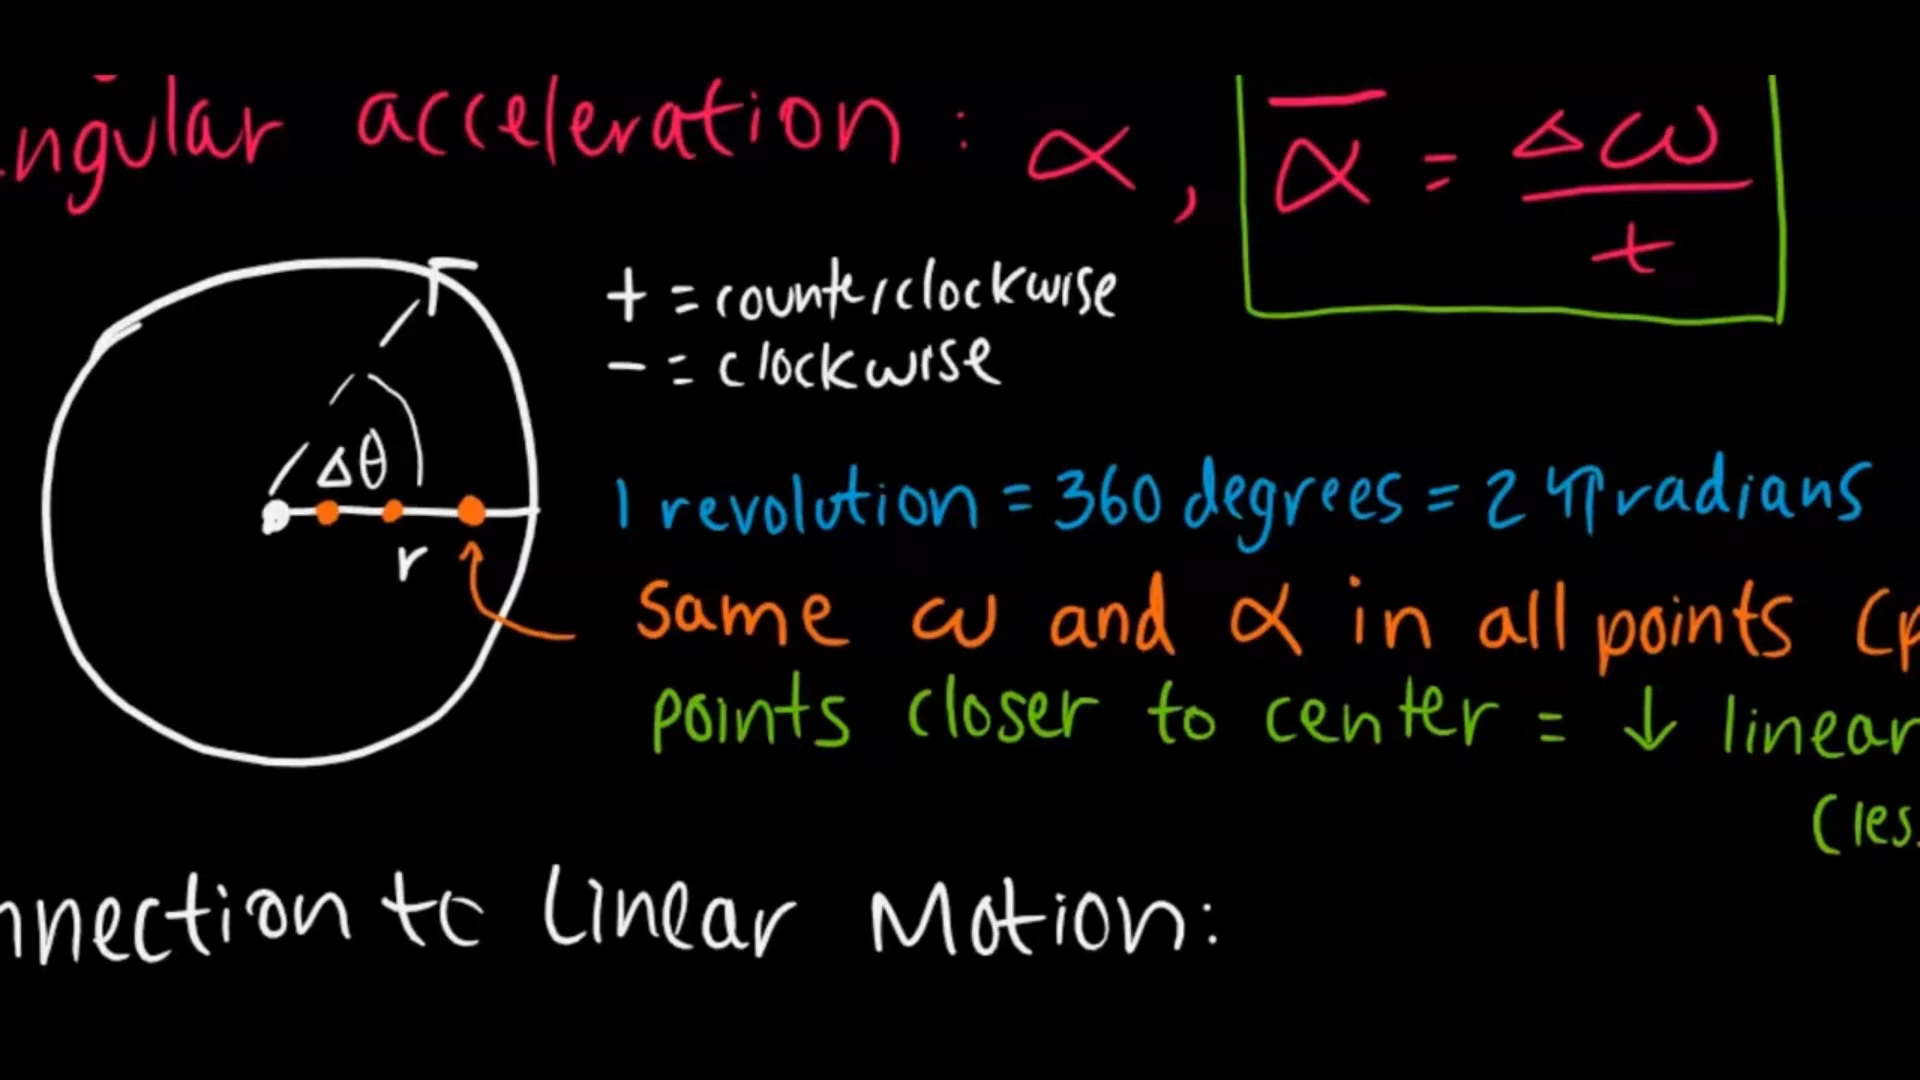 ngular acceleration: α, ᾱ = Δω / t
+ = counterclockwise
- = clockwise
Δθ
r
1 revolution = 360 degrees = 2π radians
same ω and α in all points (p
points closer to center = ↓ linear
(les
nnection to Linear Motion: